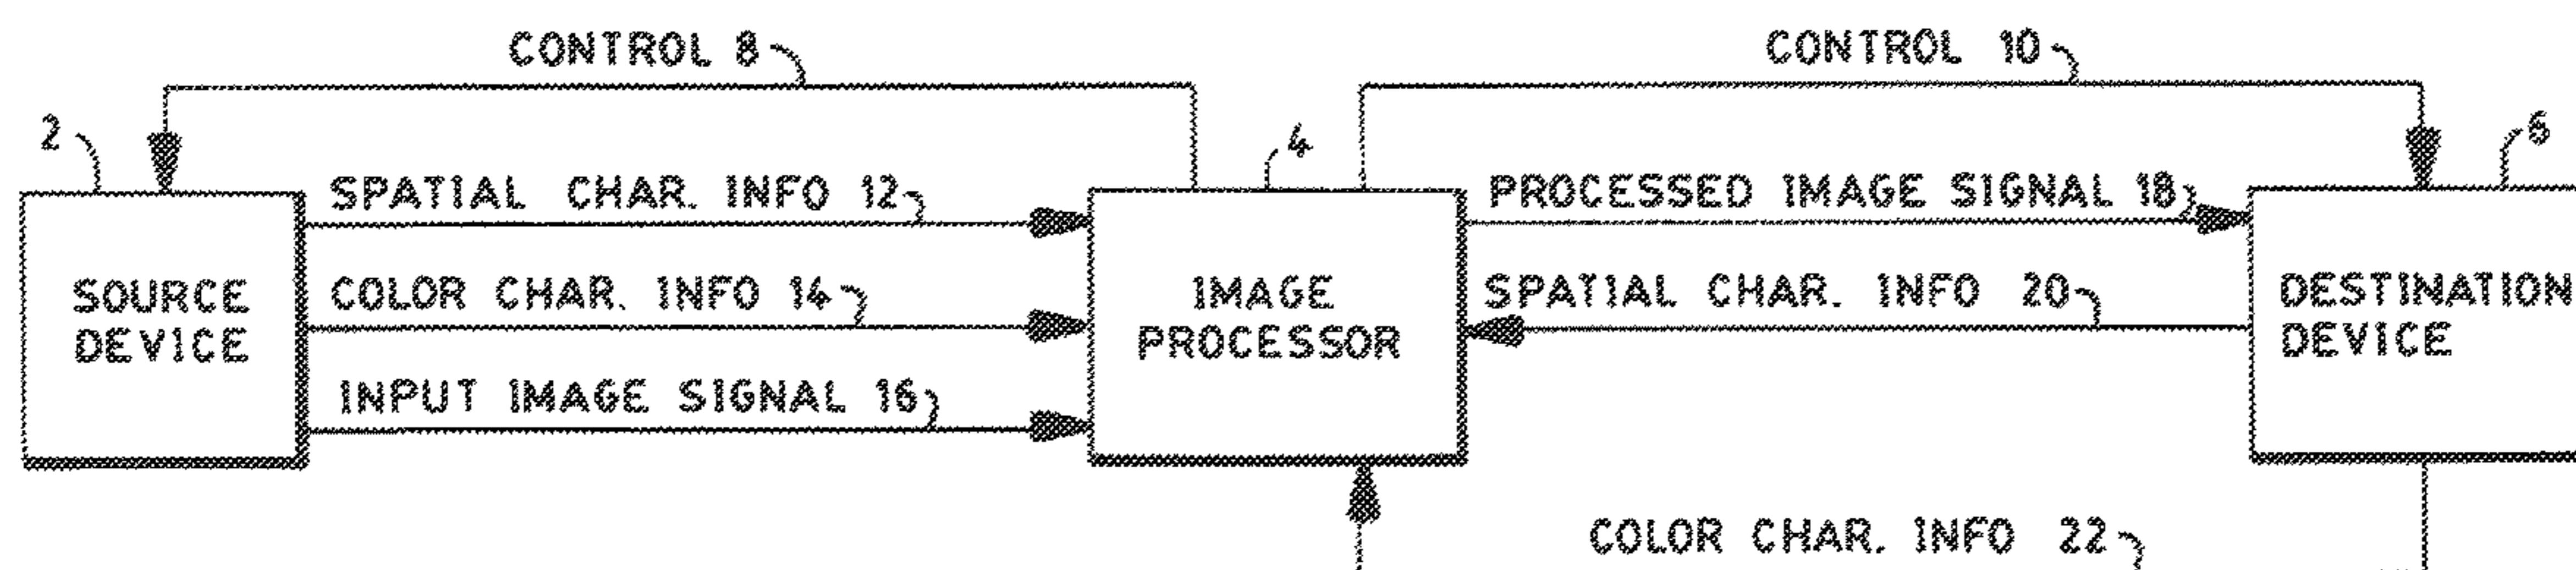 CONTROL 8
CONTROL 10
2
4
6
SPATIAL CHAR. INFO 12
PROCESSED IMAGE SIGNAL 18
SOURCE
DEVICE
COLOR CHAR. INFO 14
IMAGE
PROCESSOR
SPATIAL CHAR. INFO 20
DESTINATION
DEVICE
INPUT IMAGE SIGNAL 16
COLOR CHAR. INFO 22